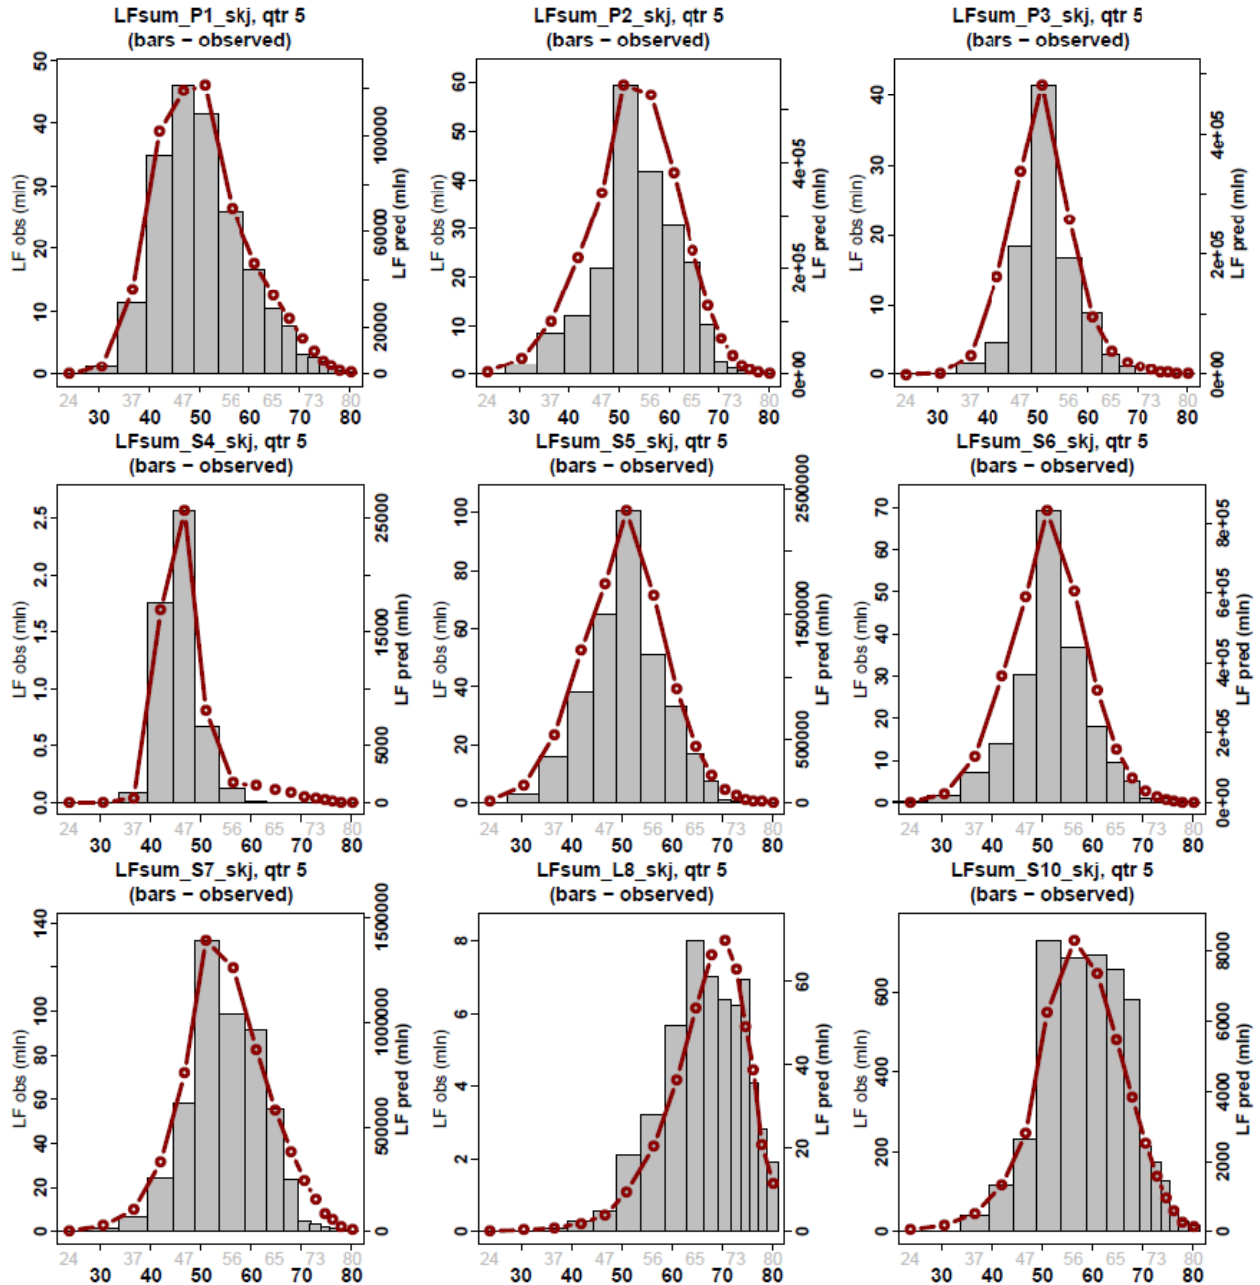 LFsum_P1_skj, qtr 5
(bars − observed)
LF obs (mln)
0 10 20 30 40 50
LF pred (mln)
0 20000 60000 100000
24 37 47 56 73 80
30 40 50 60 70 80
LFsum_P2_skj, qtr 5
(bars − observed)
LF obs (mln)
0 10 20 30 40 50 60
LF pred (mln)
0e+00 2e+05 4e+05
24 37 47 56 73 80
30 40 50 60 70 80
LFsum_P3_skj, qtr 5
(bars − observed)
LF obs (mln)
0 10 20 30 40
LF pred (mln)
0e+00 2e+05 4e+05
24 37 47 56 73 80
30 40 50 60 70 80
LFsum_S4_skj, qtr 5
(bars − observed)
LF obs (mln)
0.0 0.5 1.0 1.5 2.0 2.5
LF pred (mln)
0 5000 15000 25000
24 37 47 56 73 80
30 40 50 60 70 80
LFsum_S5_skj, qtr 5
(bars − observed)
LF obs (mln)
0 20 40 60 80 100
LF pred (mln)
0 500000 1500000 2500000
24 37 47 56 73 80
30 40 50 60 70 80
LFsum_S6_skj, qtr 5
(bars − observed)
LF obs (mln)
0 10 20 30 40 50 60 70
LF pred (mln)
0e+00 2e+05 4e+05 6e+05 8e+05
24 37 47 56 73 80
30 40 50 60 70 80
LFsum_S7_skj, qtr 5
(bars − observed)
LF obs (mln)
0 20 40 60 80 100 140
LF pred (mln)
0 500000 1000000 1500000
24 37 47 56 73 80
30 40 50 60 70 80
LFsum_L8_skj, qtr 5
(bars − observed)
LF obs (mln)
0 2 4 6 8
LF pred (mln)
0 20 40 60
24 37 47 56 73 80
30 40 50 60 70 80
LFsum_S10_skj, qtr 5
(bars − observed)
LF obs (mln)
0 200 400 600
LF pred (mln)
0 2000 4000 6000 8000
24 37 47 56 73 80
30 40 50 60 70 80